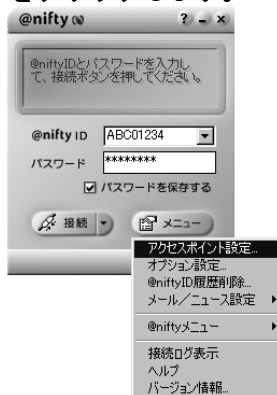 @nifty
? - ×
@niftyIDとパスワードを入力し
て、接続ボタンを押してください。
@nifty ID ABC01234
パスワード ********
パスワードを保存する
接続 メニュー
アクセスポイント設定...
オプション設定...
@niftyID履歴削除...
メール／ニュース設定
@niftyメニュー
接続ログ表示
ヘルプ
バージョン情報...